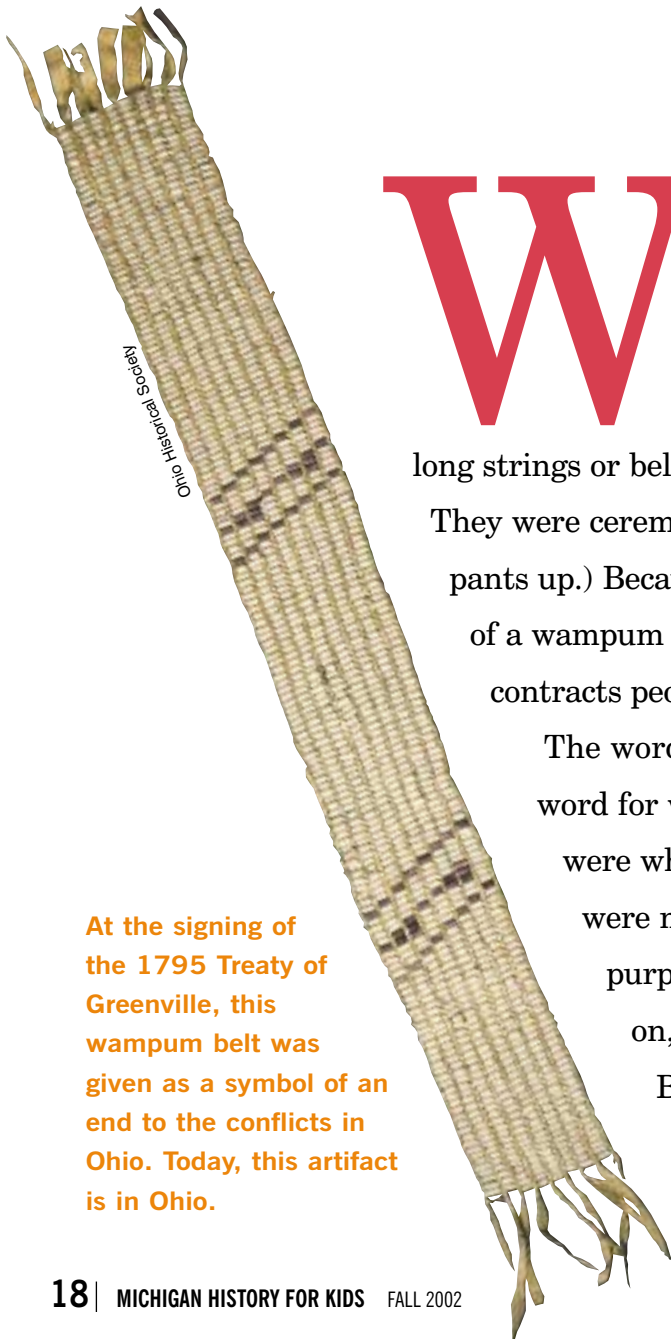 W
long strings or bel
They were cerem
pants up.) Beca
of a wampum
contracts peo
The word
word for
were wh
were
purp
on,
B
Ohio Historical Society
At the signing of
the 1795 Treaty of
Greenville, this
wampum belt was
given as a symbol of an
end to the conflicts in
Ohio. Today, this artifact
is in Ohio.
18| MICHIGAN HISTORY FOR KIDS FALL 2002